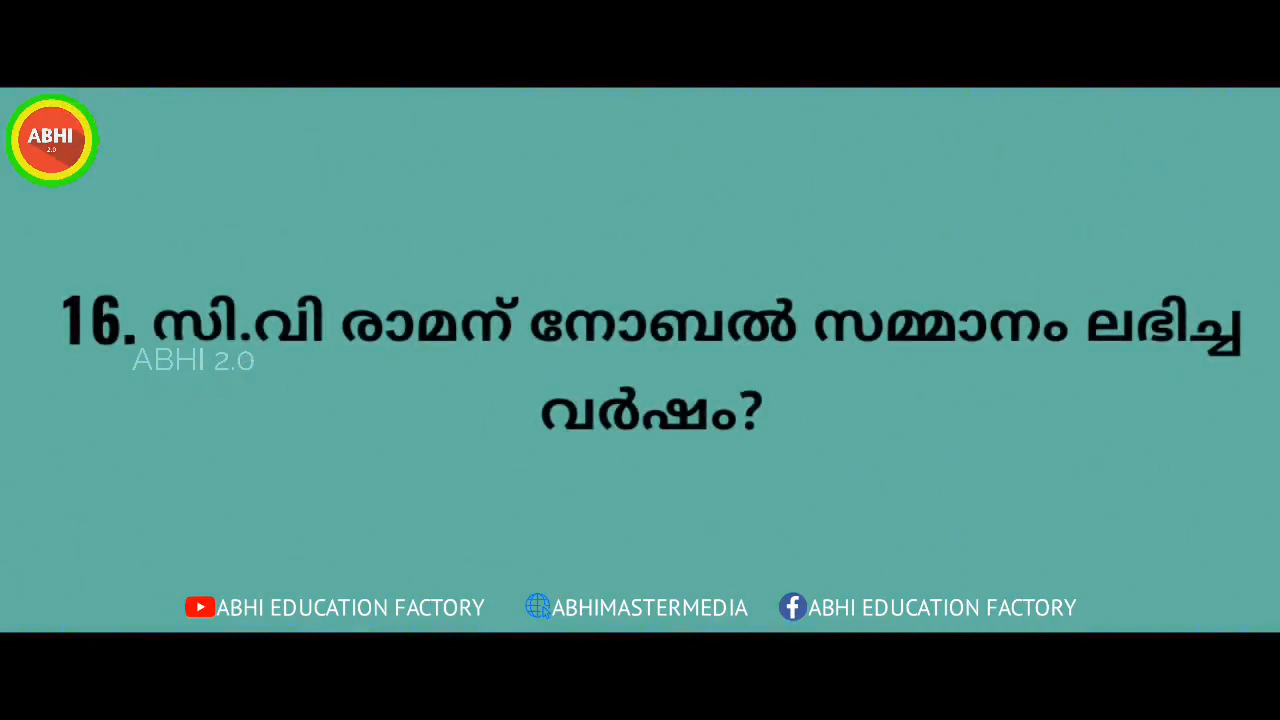 ABHI
2.0
16. സി.വി രാമന് നോബൽ സമ്മാനം ലഭിച്ച
ABHI 2.0
വർഷം?
ABHI EDUCATION FACTORY ABHIMASTERMEDIA ABHI EDUCATION FACTORY